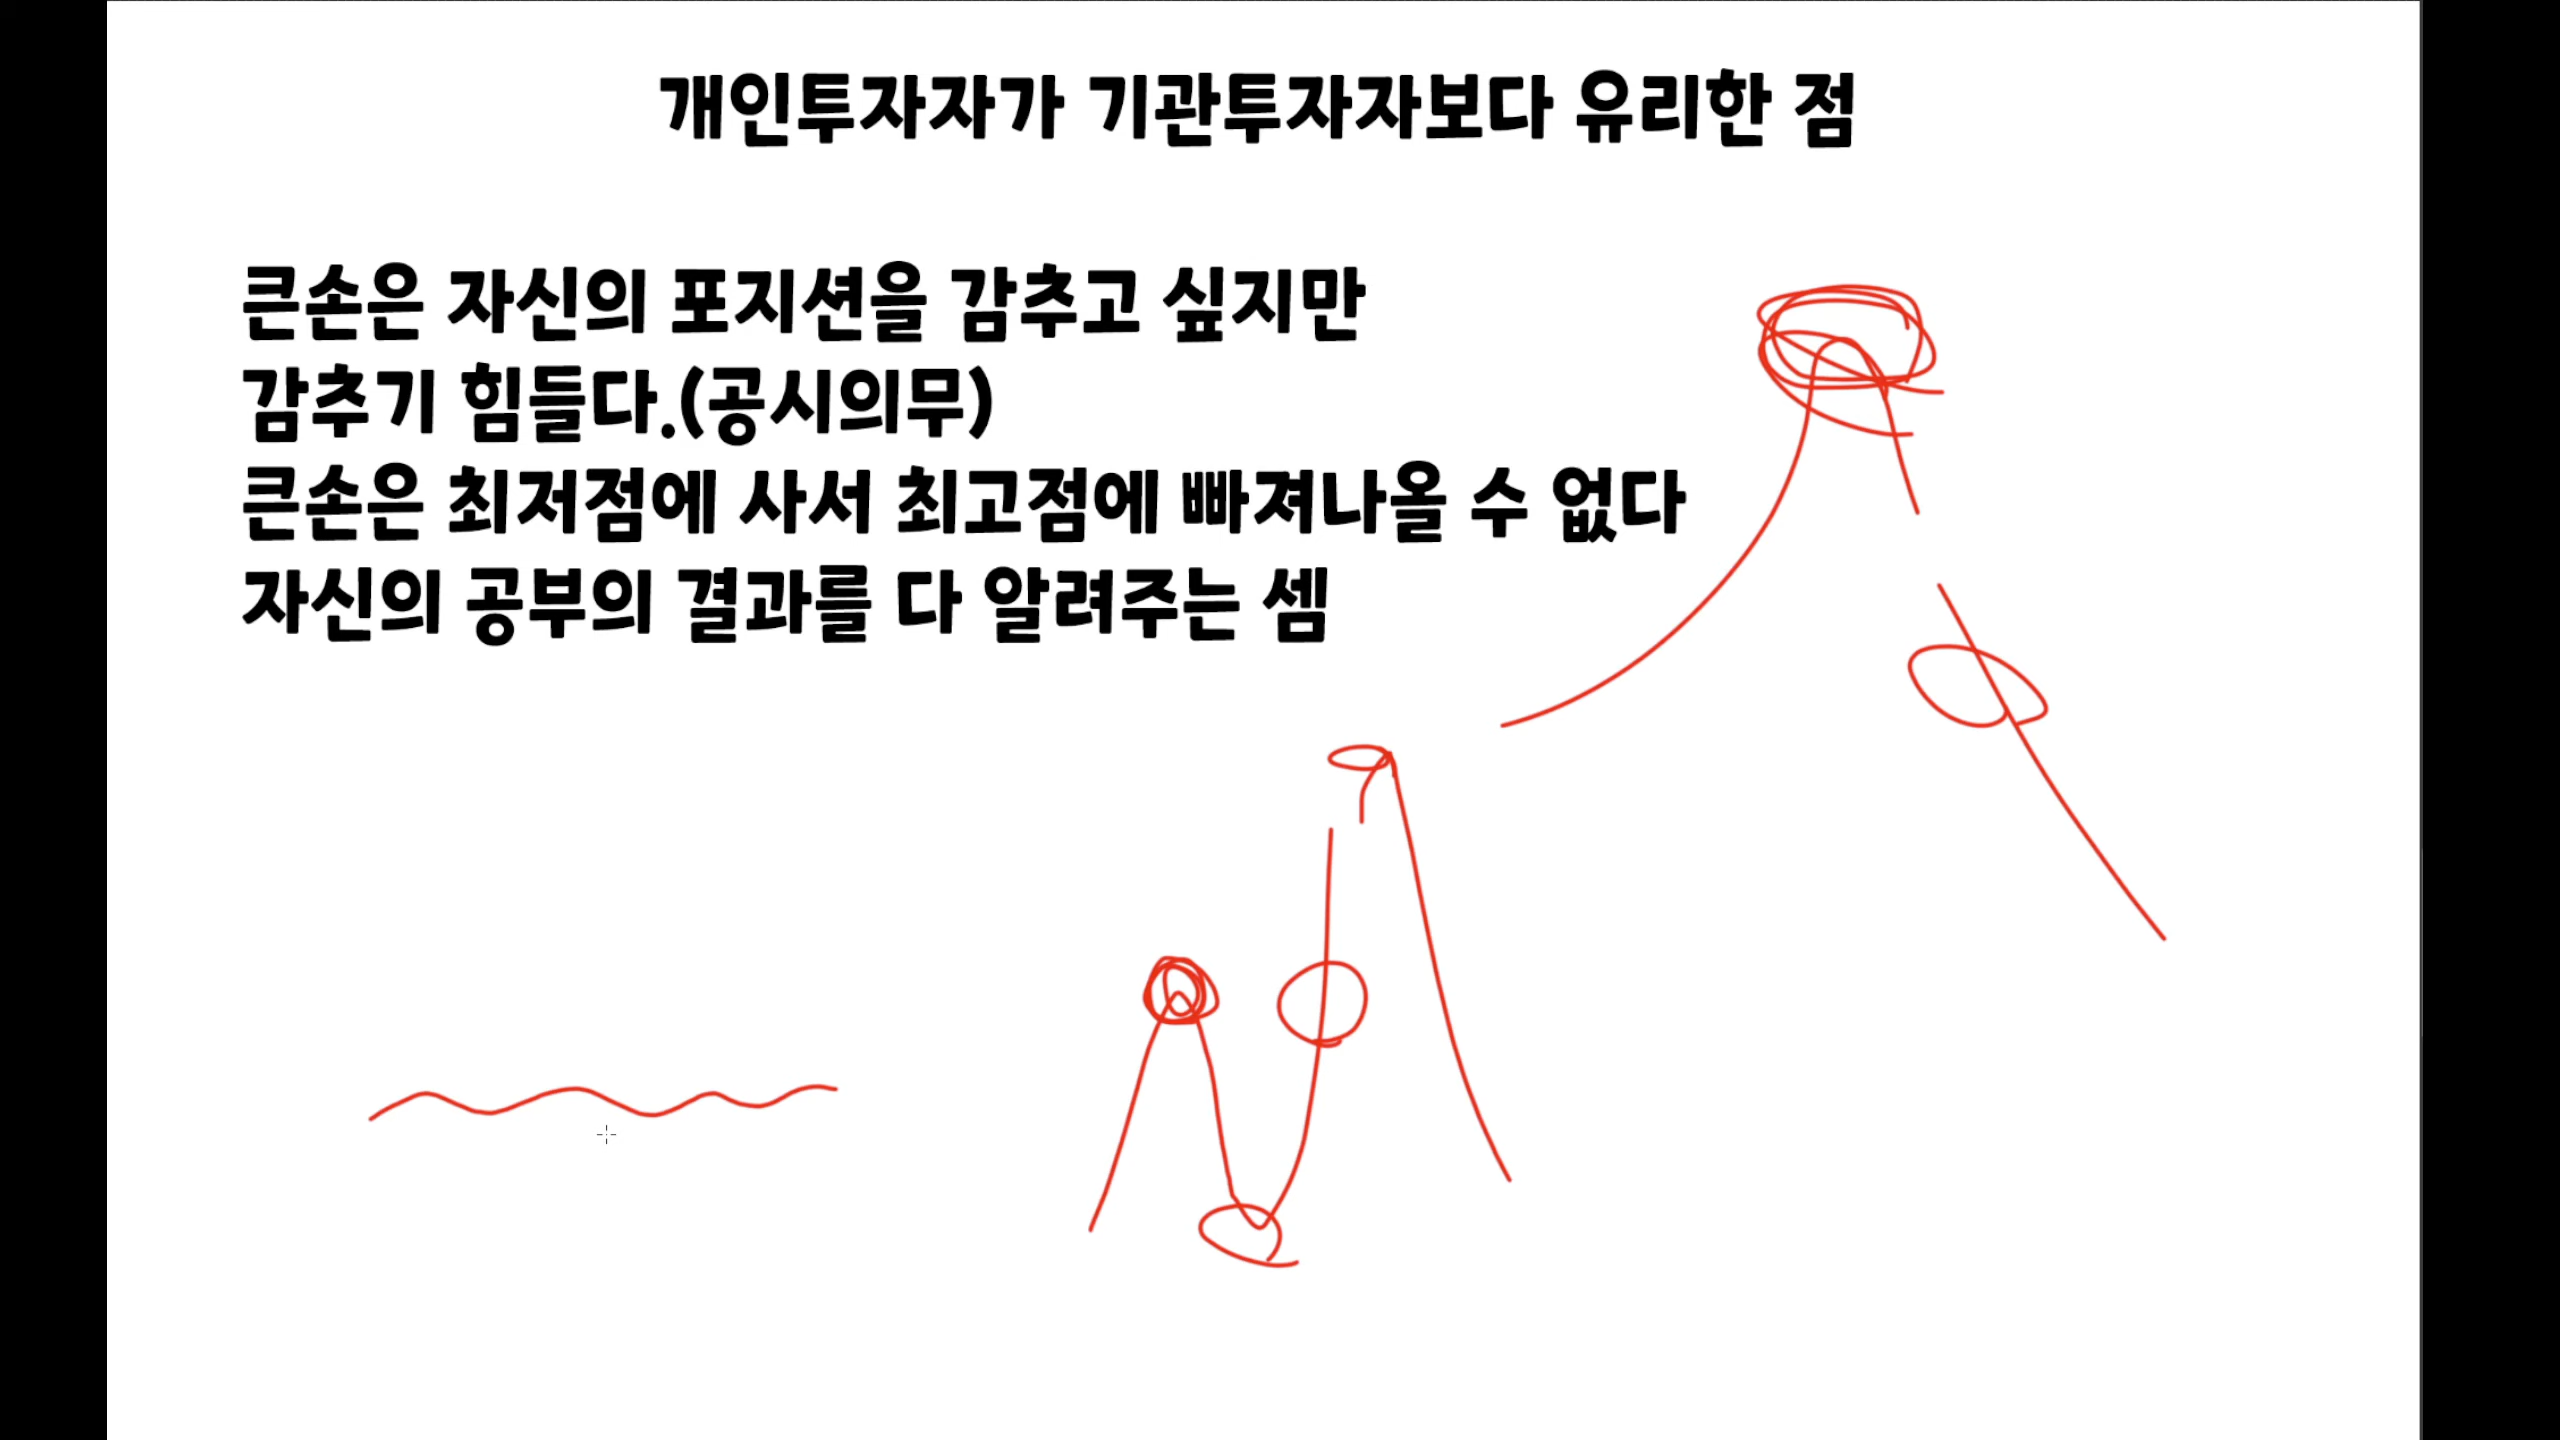 개인투자자가 기관투자자보다 유리한 점
큰손은 자신의 포지션을 감추고 싶지만
감추기 힘들다.(공시의무)
큰손은 최저점에 사서 최고점에 빠져나올 수 없다
자신의 공부의 결과를 다 알려주는 셈